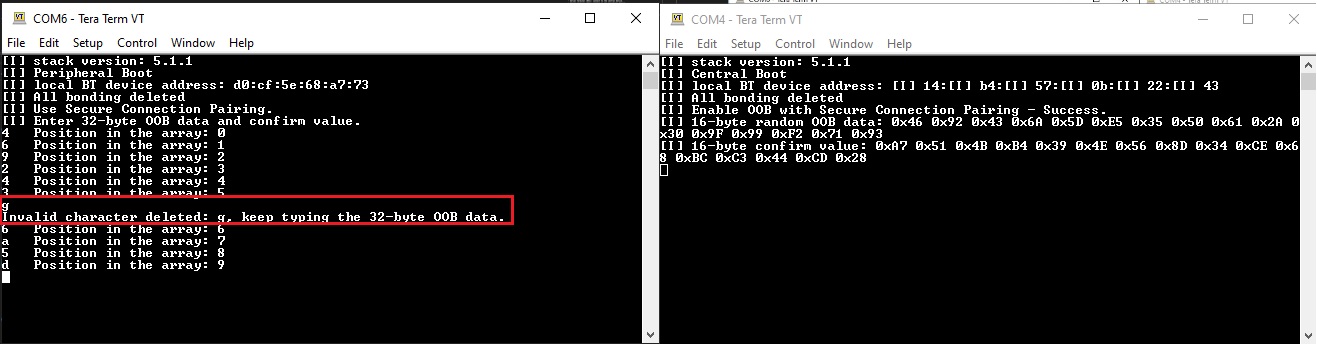 COM6 - Tera Term VT
File Edit Setup Control Window Help
[I] stack version: 5.1.1
[I] Peripheral Boot
[I] local BT device address: d0:cf:5e:68:a7:73
[I] All bonding deleted
[I] Use Secure Connection Pairing.
[I] Enter 32-byte OOB data and confirm value.
4 Position in the array: 0
6 Position in the array: 1
9 Position in the array: 2
2 Position in the array: 3
4 Position in the array: 4
3 Position in the array: 5
g
Invalid character deleted: g, keep typing the 32-byte OOB data.
6 Position in the array: 6
a Position in the array: 7
5 Position in the array: 8
d Position in the array: 9
COM4 - Tera Term VT
File Edit Setup Control Window Help
[I] stack version: 5.1.1
[I] Central Boot
[I] local BT device address: [I] 14:[I] b4:[I] 57:[I] 0b:[I] 22:[I] 43
[I] All bonding deleted
[I] Enable OOB with Secure Connection Pairing - Success.
[I] 16-byte random OOB data: 0x46 0x92 0x43 0x6A 0x5D 0xE5 0x35 0x50 0x61 0x2A 0
x30 0x9F 0x99 0xF2 0x71 0x93
[I] 16-byte confirm value: 0xA7 0x51 0x4B 0xB4 0x39 0x4E 0x56 0x8D 0x34 0xCE 0x6
8 0xBC 0xC3 0x44 0xCD 0x28